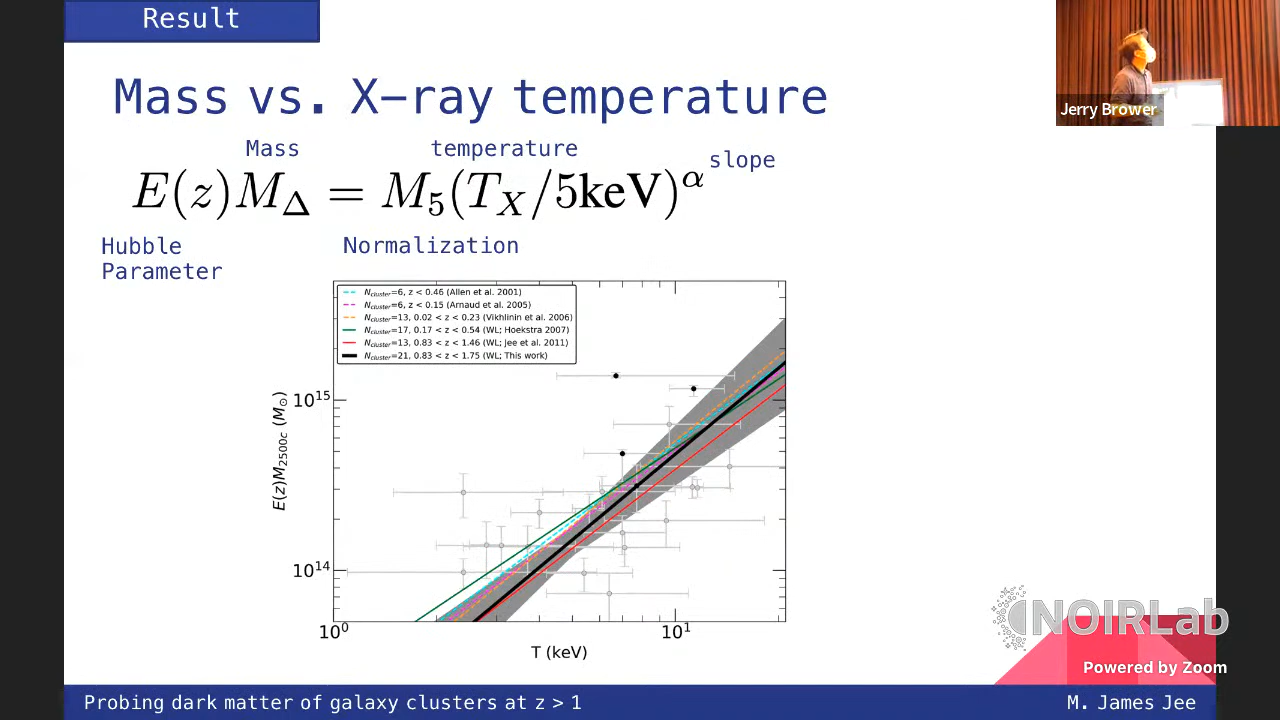 Result
Jerry Brower
Mass vs. X-ray temperature
Mass temperature slope
E(z)M_Δ = M_5(T_X/5keV)^α
Hubble Normalization
Parameter
N_cluster=6, z < 0.46 (Allen et al. 2001)
N_cluster=6, z < 0.15 (Arnaud et al. 2005)
N_cluster=13, 0.02 < z < 0.23 (Vikhlinin et al. 2006)
N_cluster=17, 0.17 < z < 0.54 (WL; Hoekstra 2007)
N_cluster=13, 0.83 < z < 1.46 (WL; Jee et al. 2011)
N_cluster=21, 0.83 < z < 1.75 (WL; This work)
E(z)M_2500c (M_⊙)
10^15
10^14
10^0 10^1
T (keV)
NOIRLab
Powered by Zoom
Probing dark matter of galaxy clusters at z > 1 M. James Jee